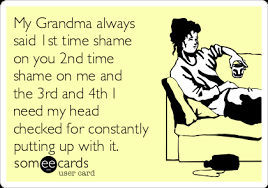 My Grandma always
said 1st time shame
on you 2nd time
shame on me and
the 3rd and 4th I
need my head
checked for constantly
putting up with it.
someecards
user card